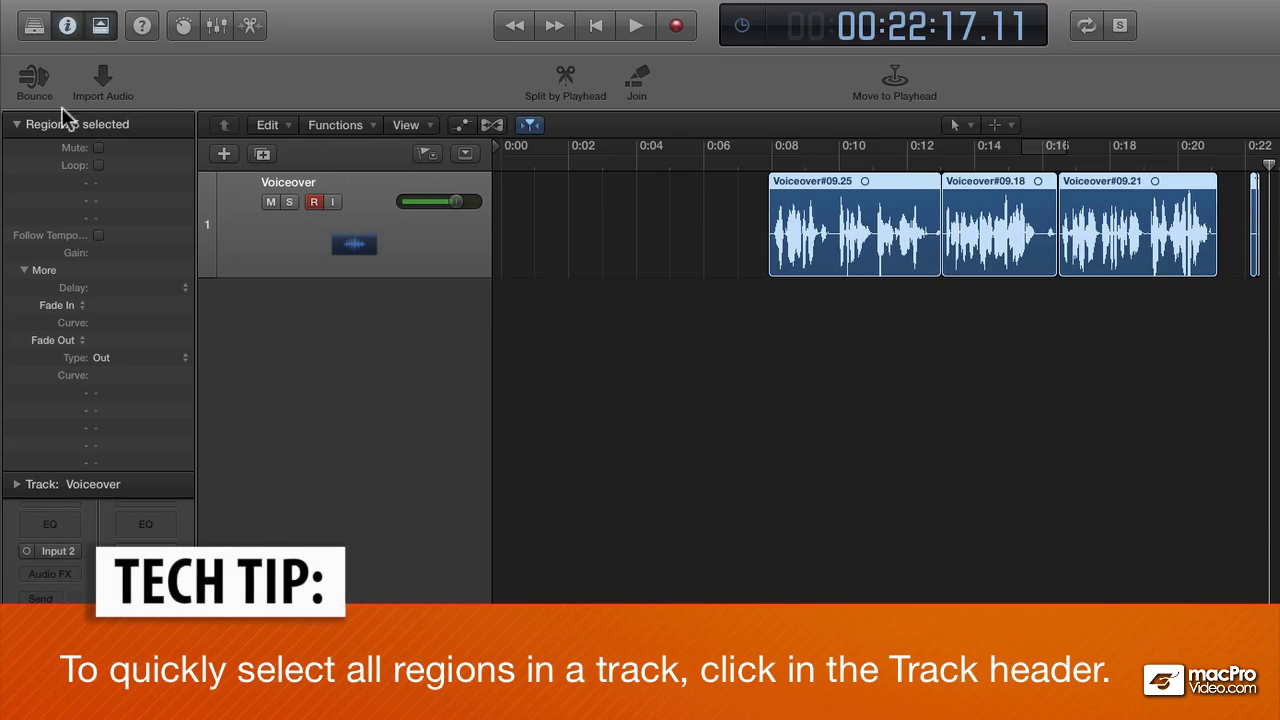 00:22:17.11
S
Bounce
Import Audio
Split by Playhead
Join
Move to Playhead
selected
Edit
Functions
View
Mute:
Loop:
- -
- -
- -
Follow Tempo...
Gain:
More
Delay:
Fade In
Curve:
Fade Out
Type: Out
Curve:
- -
- -
- -
- -
- -
0:00
0:02
0:04
0:06
0:08
0:10
0:12
0:14
0:16
0:18
0:20
0:22
1
Voiceover
M S R I
Voiceover#09.25
Voiceover#09.18
Voiceover#09.21
Track: Voiceover
EQ
EQ
Input 2
Audio FX
Send
TECH TIP:
To quickly select all regions in a track, click in the Track header.
macPro
Video.com